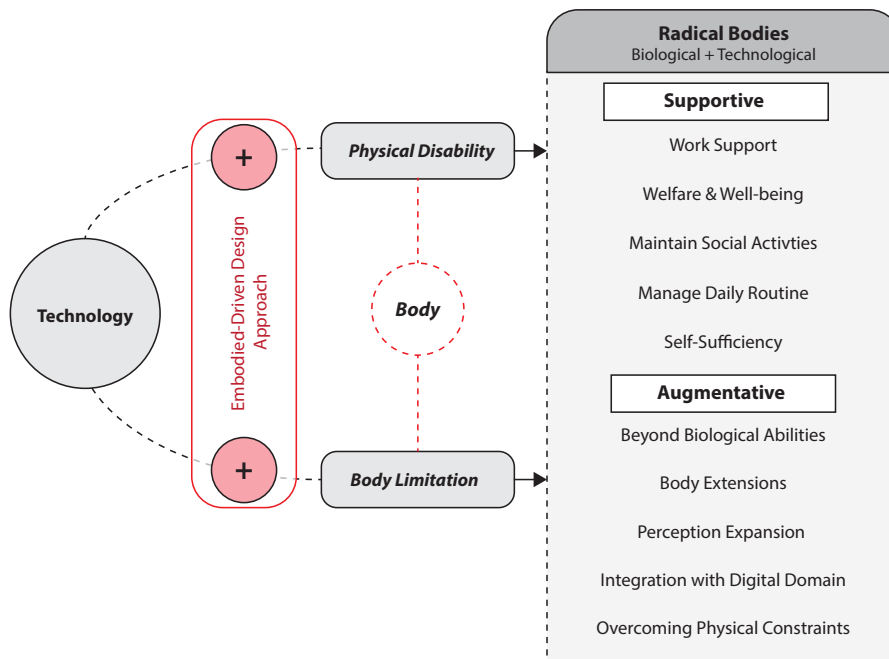 Technology
+
Embodied-Driven Design
Approach
+
Physical Disability
Body
Body Limitation
Radical Bodies
Biological + Technological
Supportive
Work Support
Welfare & Well-being
Maintain Social Activties
Manage Daily Routine
Self-Sufficiency
Augmentative
Beyond Biological Abilities
Body Extensions
Perception Expansion
Integration with Digital Domain
Overcoming Physical Constraints